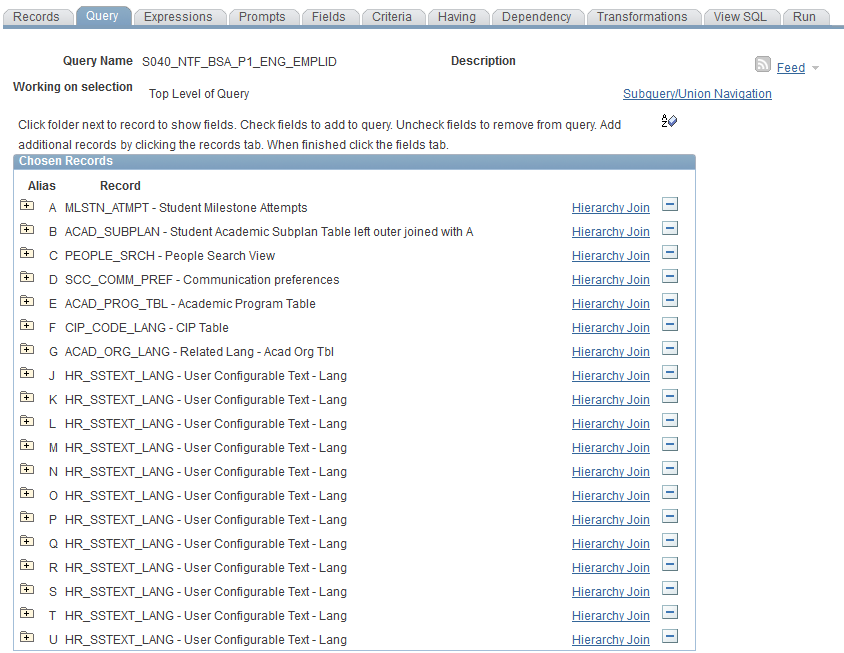 Records Query Expressions Prompts Fields Criteria Having Dependency Transformations View SQL Run
Query Name S040_NTF_BSA_P1_ENG_EMPLID Description Feed
Working on selection Top Level of Query Subquery/Union Navigation
Click folder next to record to show fields. Check fields to add to query. Uncheck fields to remove from query. Add
additional records by clicking the records tab. When finished click the fields tab.
Chosen Records
Alias Record
A MLSTN_ATMPT - Student Milestone Attempts Hierarchy Join
B ACAD_SUBPLAN - Student Academic Subplan Table left outer joined with A Hierarchy Join
C PEOPLE_SRCH - People Search View Hierarchy Join
D SCC_COMM_PREF - Communication preferences Hierarchy Join
E ACAD_PROG_TBL - Academic Program Table Hierarchy Join
F CIP_CODE_LANG - CIP Table Hierarchy Join
G ACAD_ORG_LANG - Related Lang - Acad Org Tbl Hierarchy Join
J HR_SSTEXT_LANG - User Configurable Text - Lang Hierarchy Join
K HR_SSTEXT_LANG - User Configurable Text - Lang Hierarchy Join
L HR_SSTEXT_LANG - User Configurable Text - Lang Hierarchy Join
M HR_SSTEXT_LANG - User Configurable Text - Lang Hierarchy Join
N HR_SSTEXT_LANG - User Configurable Text - Lang Hierarchy Join
O HR_SSTEXT_LANG - User Configurable Text - Lang Hierarchy Join
P HR_SSTEXT_LANG - User Configurable Text - Lang Hierarchy Join
Q HR_SSTEXT_LANG - User Configurable Text - Lang Hierarchy Join
R HR_SSTEXT_LANG - User Configurable Text - Lang Hierarchy Join
S HR_SSTEXT_LANG - User Configurable Text - Lang Hierarchy Join
T HR_SSTEXT_LANG - User Configurable Text - Lang Hierarchy Join
U HR_SSTEXT_LANG - User Configurable Text - Lang Hierarchy Join